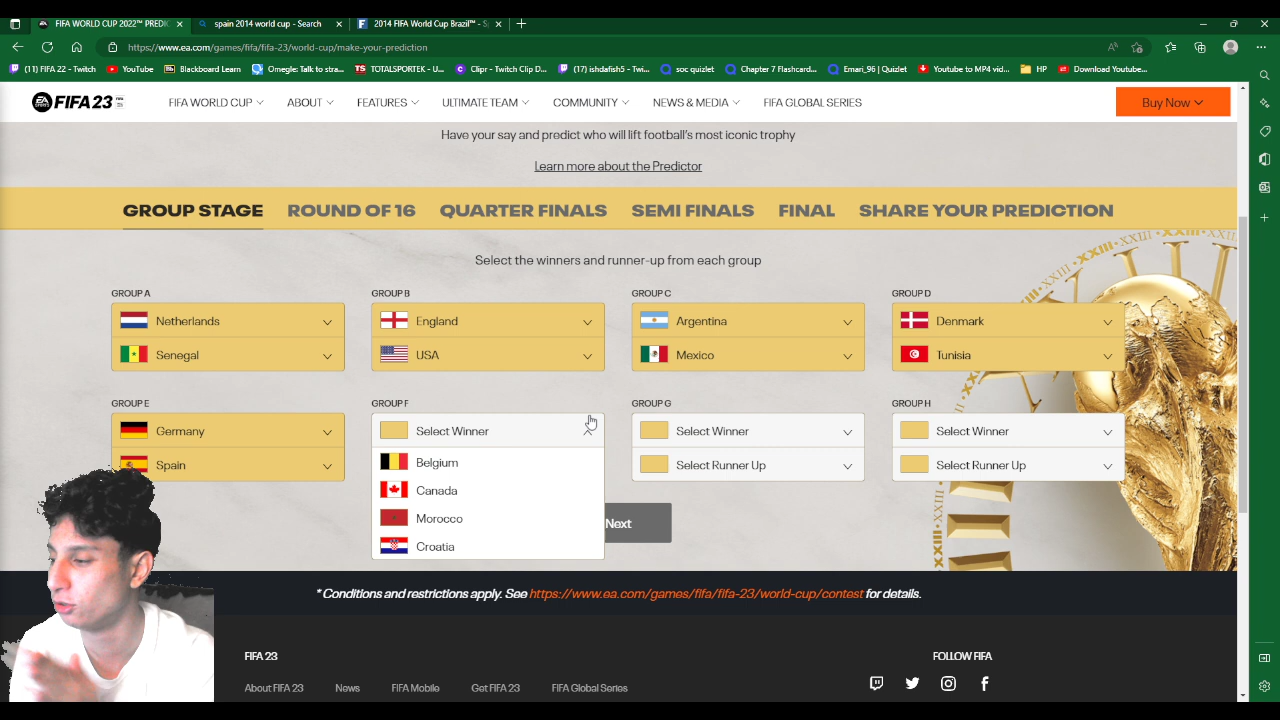 FIFA WORLD CUP 2022™ PREDIC
spain 2014 world cup - Search
2014 FIFA World Cup Brazil™ - Sp
https://www.ea.com/games/fifa/fifa-23/world-cup/make-your-prediction
(11) FIFA 22 - Twitch
YouTube
Blackboard Learn
Omegle: Talk to stra...
TS TOTALSPORTEK - U...
Clipr - Twitch Clip D...
(17) ishdafish5 - Twi...
soc quizlet
Chapter 7 Flashcard...
Emari_96 | Quizlet
YouTube to MP4 vid...
HP
Download Youtube...
EA SPORTS FIFA 23
FIFA WORLD CUP
ABOUT
FEATURES
ULTIMATE TEAM
COMMUNITY
NEWS & MEDIA
FIFA GLOBAL SERIES
Buy Now
Have your say and predict who will lift football's most iconic trophy
Learn more about the Predictor
GROUP STAGE
ROUND OF 16
QUARTER FINALS
SEMI FINALS
FINAL
SHARE YOUR PREDICTION
Select the winners and runner-up from each group
GROUP A
Netherlands
Senegal
GROUP B
England
USA
GROUP C
Argentina
Mexico
GROUP D
Denmark
Tunisia
GROUP E
Germany
Spain
GROUP F
Select Winner
Belgium
Canada
Morocco
Croatia
GROUP G
Select Winner
Select Runner Up
GROUP H
Select Winner
Select Runner Up
Next
* Conditions and restrictions apply. See https://www.ea.com/games/fifa/fifa-23/world-cup/contest for details.
FIFA 23
FOLLOW FIFA
About FIFA 23
News
FIFA Mobile
Get FIFA 23
FIFA Global Series